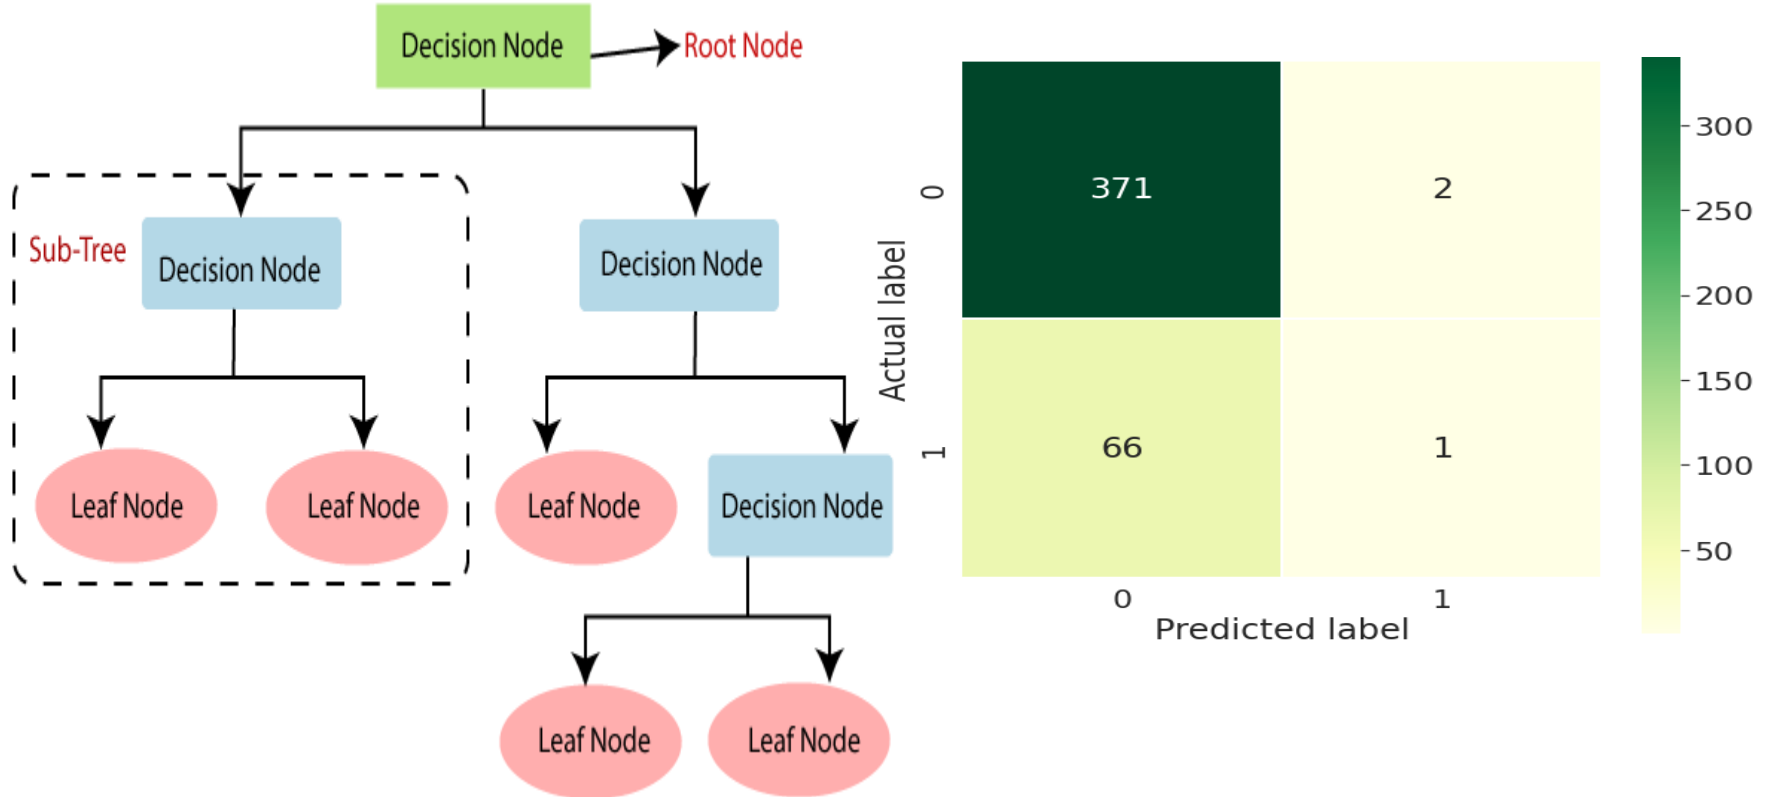 Decision Node
Root Node
Sub-Tree
Decision Node
Decision Node
Leaf Node
Leaf Node
Leaf Node
Decision Node
Leaf Node
Leaf Node
Actual label
0
1
371
2
66
1
0
1
Predicted label
300
250
200
150
100
50